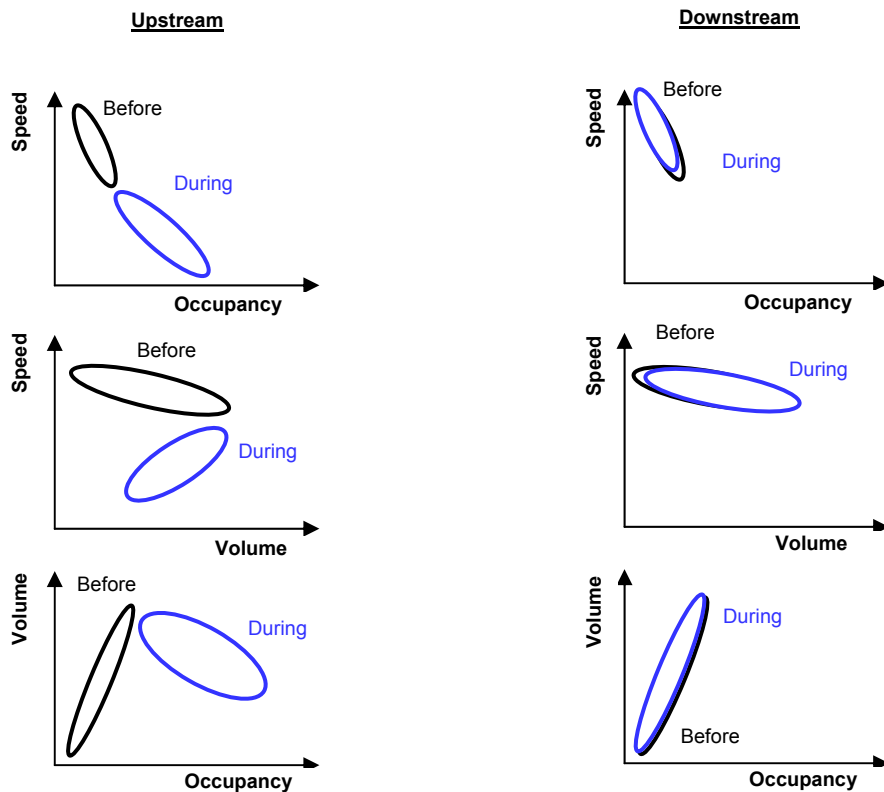 Upstream
Speed
Before
During
Occupancy
Speed
Before
During
Volume
Volume
Before
During
Occupancy
Downstream
Speed
Before
During
Occupancy
Speed
Before
During
Volume
Volume
During
Before
Occupancy